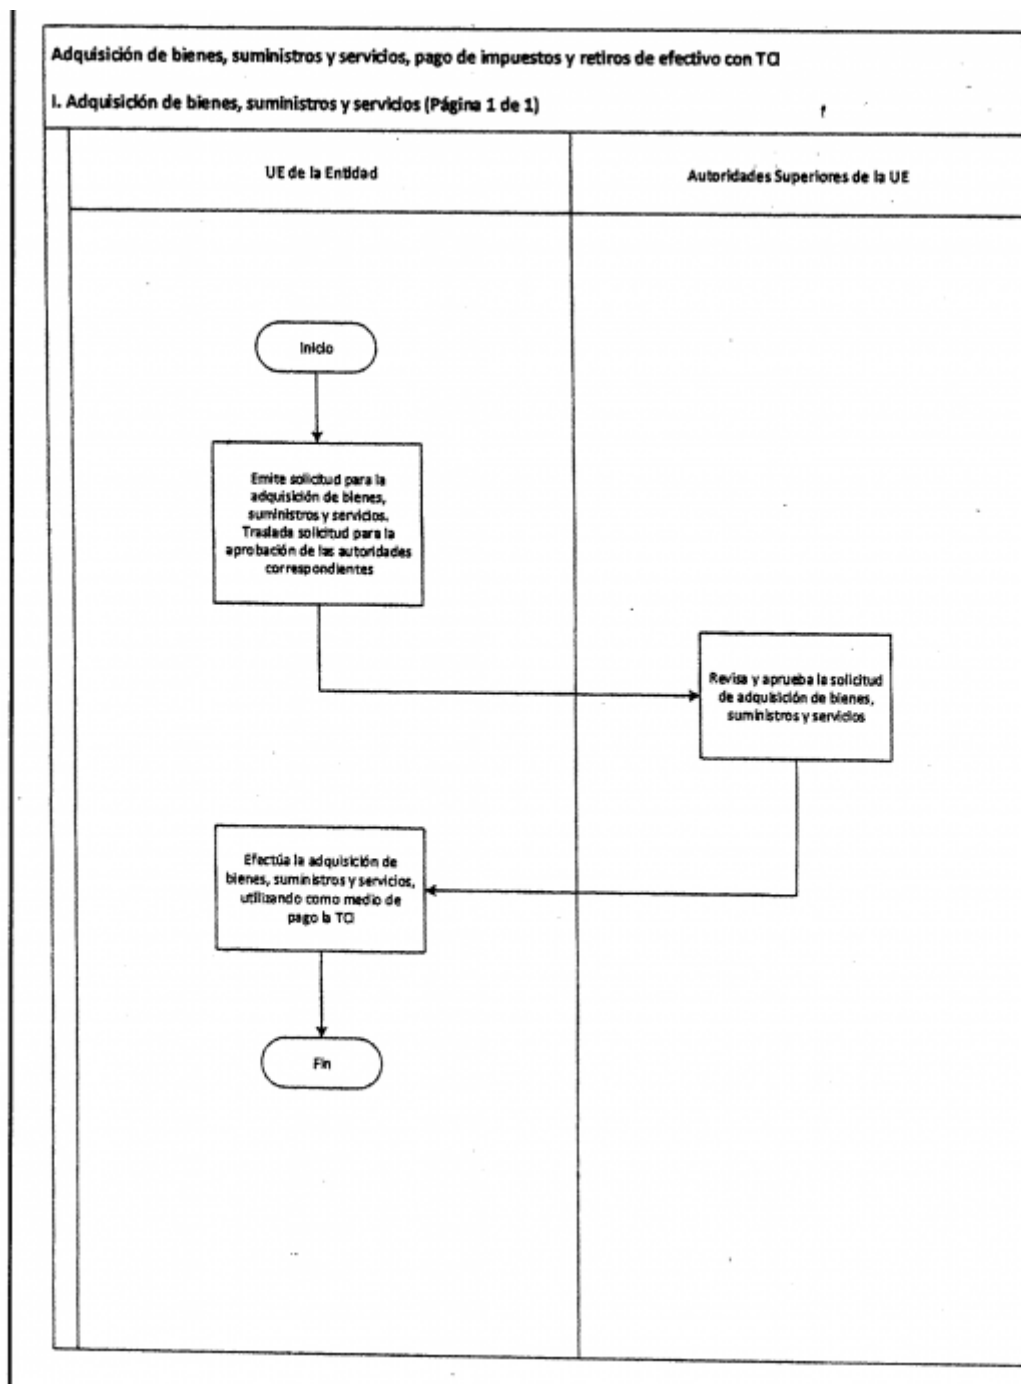 Adquisición de bienes, suministros y servicios, pago de impuestos y retiros de efectivo con TCI
I. Adquisición de bienes, suministros y servicios (Página 1 de 1)
UE de la Entidad
Autoridades Superiores de la UE
Inicio
Emite solicitud para la
adquisición de bienes,
suministros y servicios.
Traslada solicitud para la
aprobación de las autoridades
correspondientes
Revisa y aprueba la solicitud
de adquisición de bienes,
suministros y servicios
Efectúa la adquisición de
bienes, suministros y servicios,
utilizando como medio de
pago la TCI
Fin